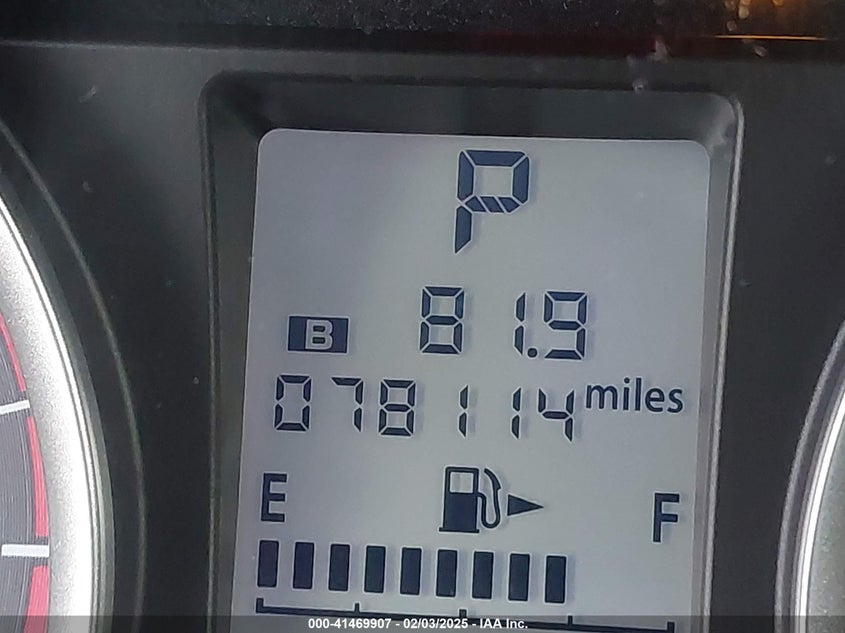 P
B 81.9
078114 miles
E F
000-41469907 - 02/03/2025 - IAA Inc.